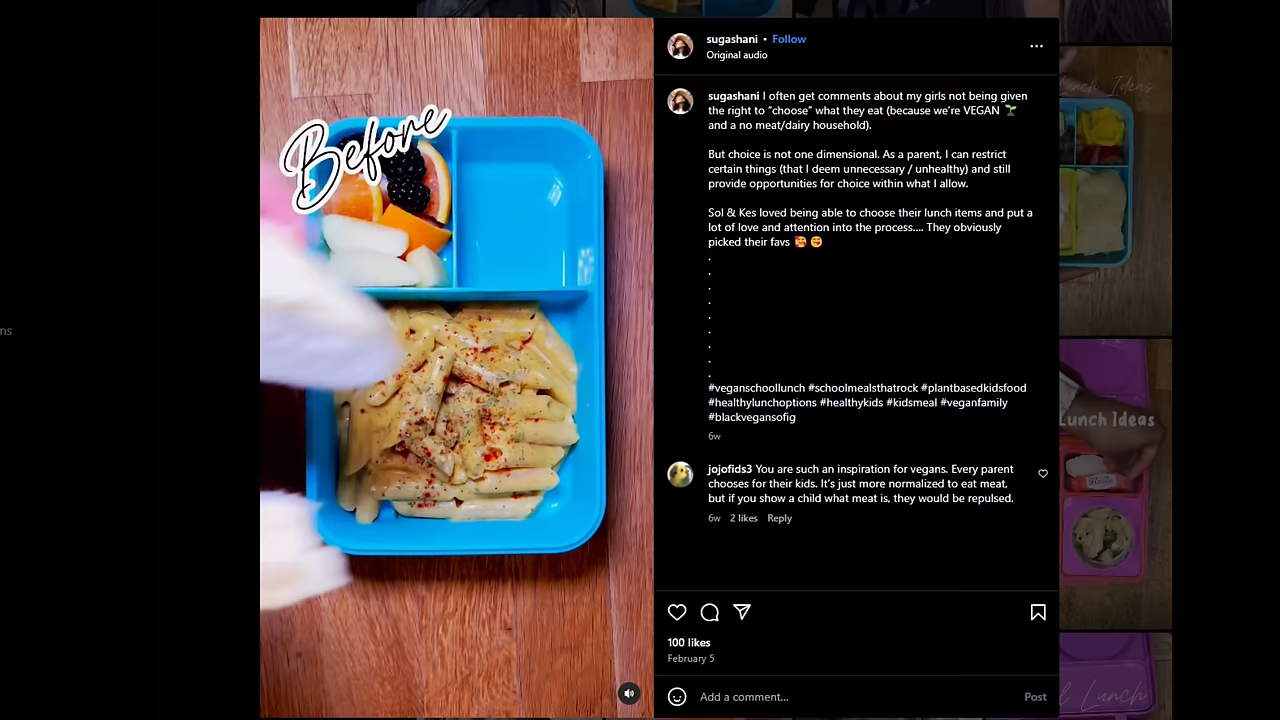 Before
sugashani • Follow
Original audio
sugashani I often get comments about my girls not being given
the right to “choose” what they eat (because we’re VEGAN 🌱
and a no meat/dairy household).
But choice is not one dimensional. As a parent, I can restrict
certain things (that I deem unnecessary / unhealthy) and still
provide opportunities for choice within what I allow.
Sol & Kes loved being able to choose their lunch items and put a
lot of love and attention into the process.... They obviously
picked their favs 🥰 😋
.
.
.
.
.
.
.
.
.
#veganschoollunch #schoolmealsthatrock #plantbasedkidsfood
#healthylunchoptions #healthykids #kidsmeal #veganfamily
#blackvegansofig
6w
jojofids3 You are such an inspiration for vegans. Every parent
chooses for their kids. It’s just more normalized to eat meat,
but if you show a child what meat is, they would be repulsed.
6w 2 likes Reply
100 likes
February 5
Add a comment... Post
ns
Lunch Ideas
Lunch Ideas
Lunch